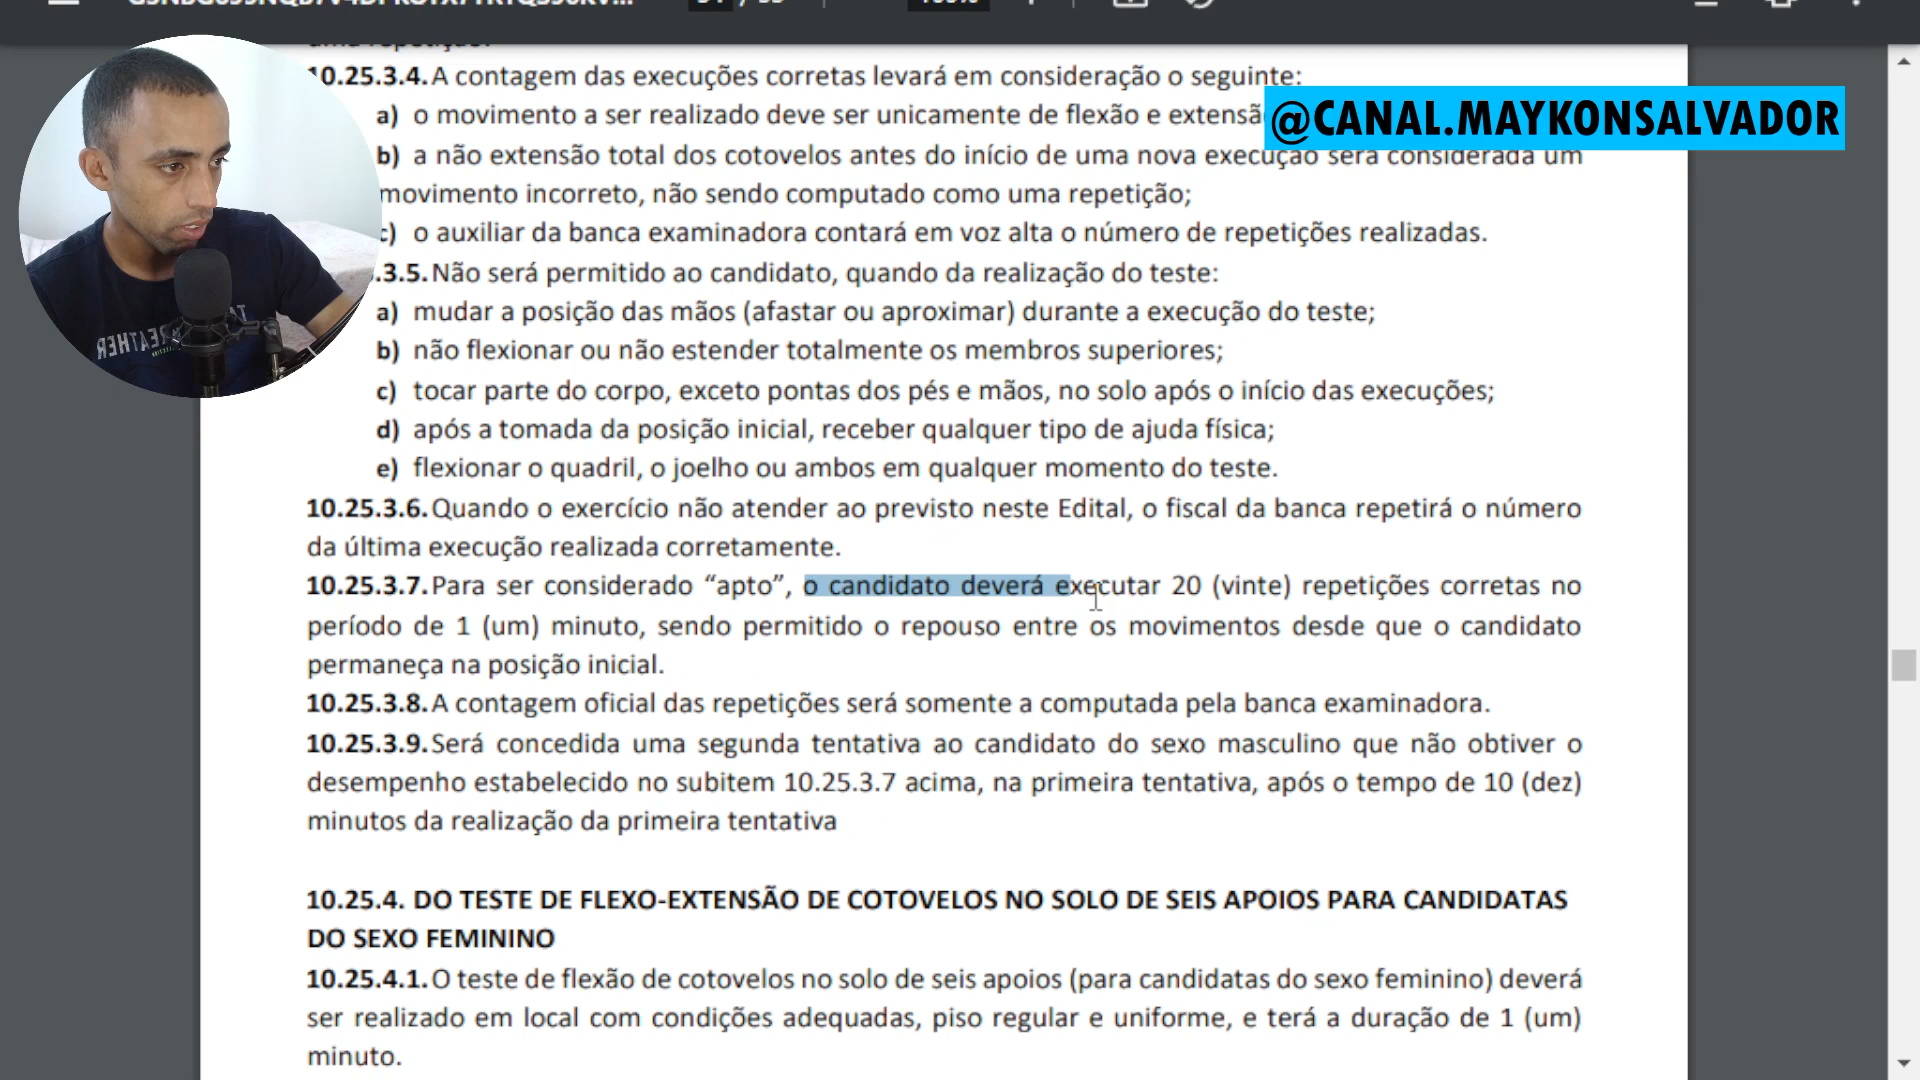 uma repetição.
10.25.3.4. A contagem das execuções corretas levará em consideração o seguinte:
a) o movimento a ser realizado deve ser unicamente de flexão e extensã
@CANAL.MAYKONSALVADOR
b) a não extensão total dos cotovelos antes do início de uma nova execução será considerada um
movimento incorreto, não sendo computado como uma repetição;
c) o auxiliar da banca examinadora contará em voz alta o número de repetições realizadas.
.3.5. Não será permitido ao candidato, quando da realização do teste:
a) mudar a posição das mãos (afastar ou aproximar) durante a execução do teste;
b) não flexionar ou não estender totalmente os membros superiores;
c) tocar parte do corpo, exceto pontas dos pés e mãos, no solo após o início das execuções;
d) após a tomada da posição inicial, receber qualquer tipo de ajuda física;
e) flexionar o quadril, o joelho ou ambos em qualquer momento do teste.
10.25.3.6. Quando o exercício não atender ao previsto neste Edital, o fiscal da banca repetirá o número
da última execução realizada corretamente.
10.25.3.7. Para ser considerado “apto”, o candidato deverá executar 20 (vinte) repetições corretas no
período de 1 (um) minuto, sendo permitido o repouso entre os movimentos desde que o candidato
permaneça na posição inicial.
10.25.3.8. A contagem oficial das repetições será somente a computada pela banca examinadora.
10.25.3.9. Será concedida uma segunda tentativa ao candidato do sexo masculino que não obtiver o
desempenho estabelecido no subitem 10.25.3.7 acima, na primeira tentativa, após o tempo de 10 (dez)
minutos da realização da primeira tentativa
10.25.4. DO TESTE DE FLEXO-EXTENSÃO DE COTOVELOS NO SOLO DE SEIS APOIOS PARA CANDIDATAS
DO SEXO FEMININO
10.25.4.1. O teste de flexão de cotovelos no solo de seis apoios (para candidatas do sexo feminino) deverá
ser realizado em local com condições adequadas, piso regular e uniforme, e terá a duração de 1 (um)
minuto.